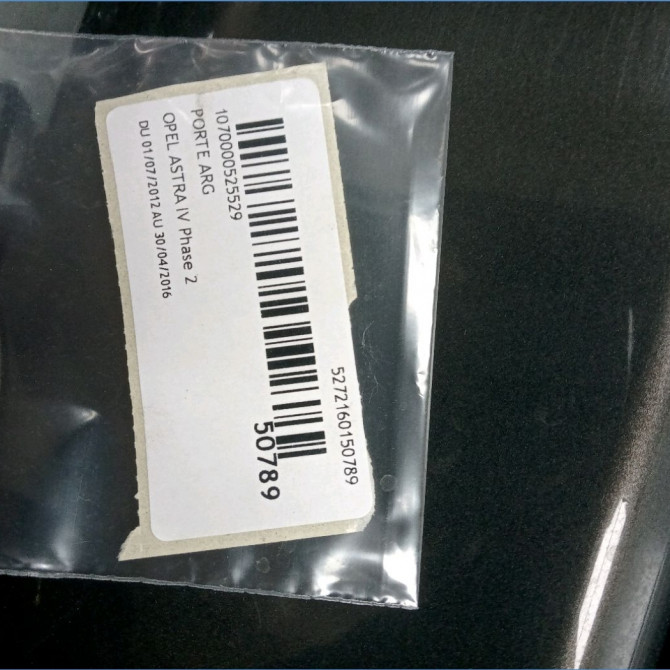 5272160150789
50789
1070000525529
PORTE ARG
OPEL ASTRA IV Phase 2
DU 01/07/2012 AU 30/04/2016